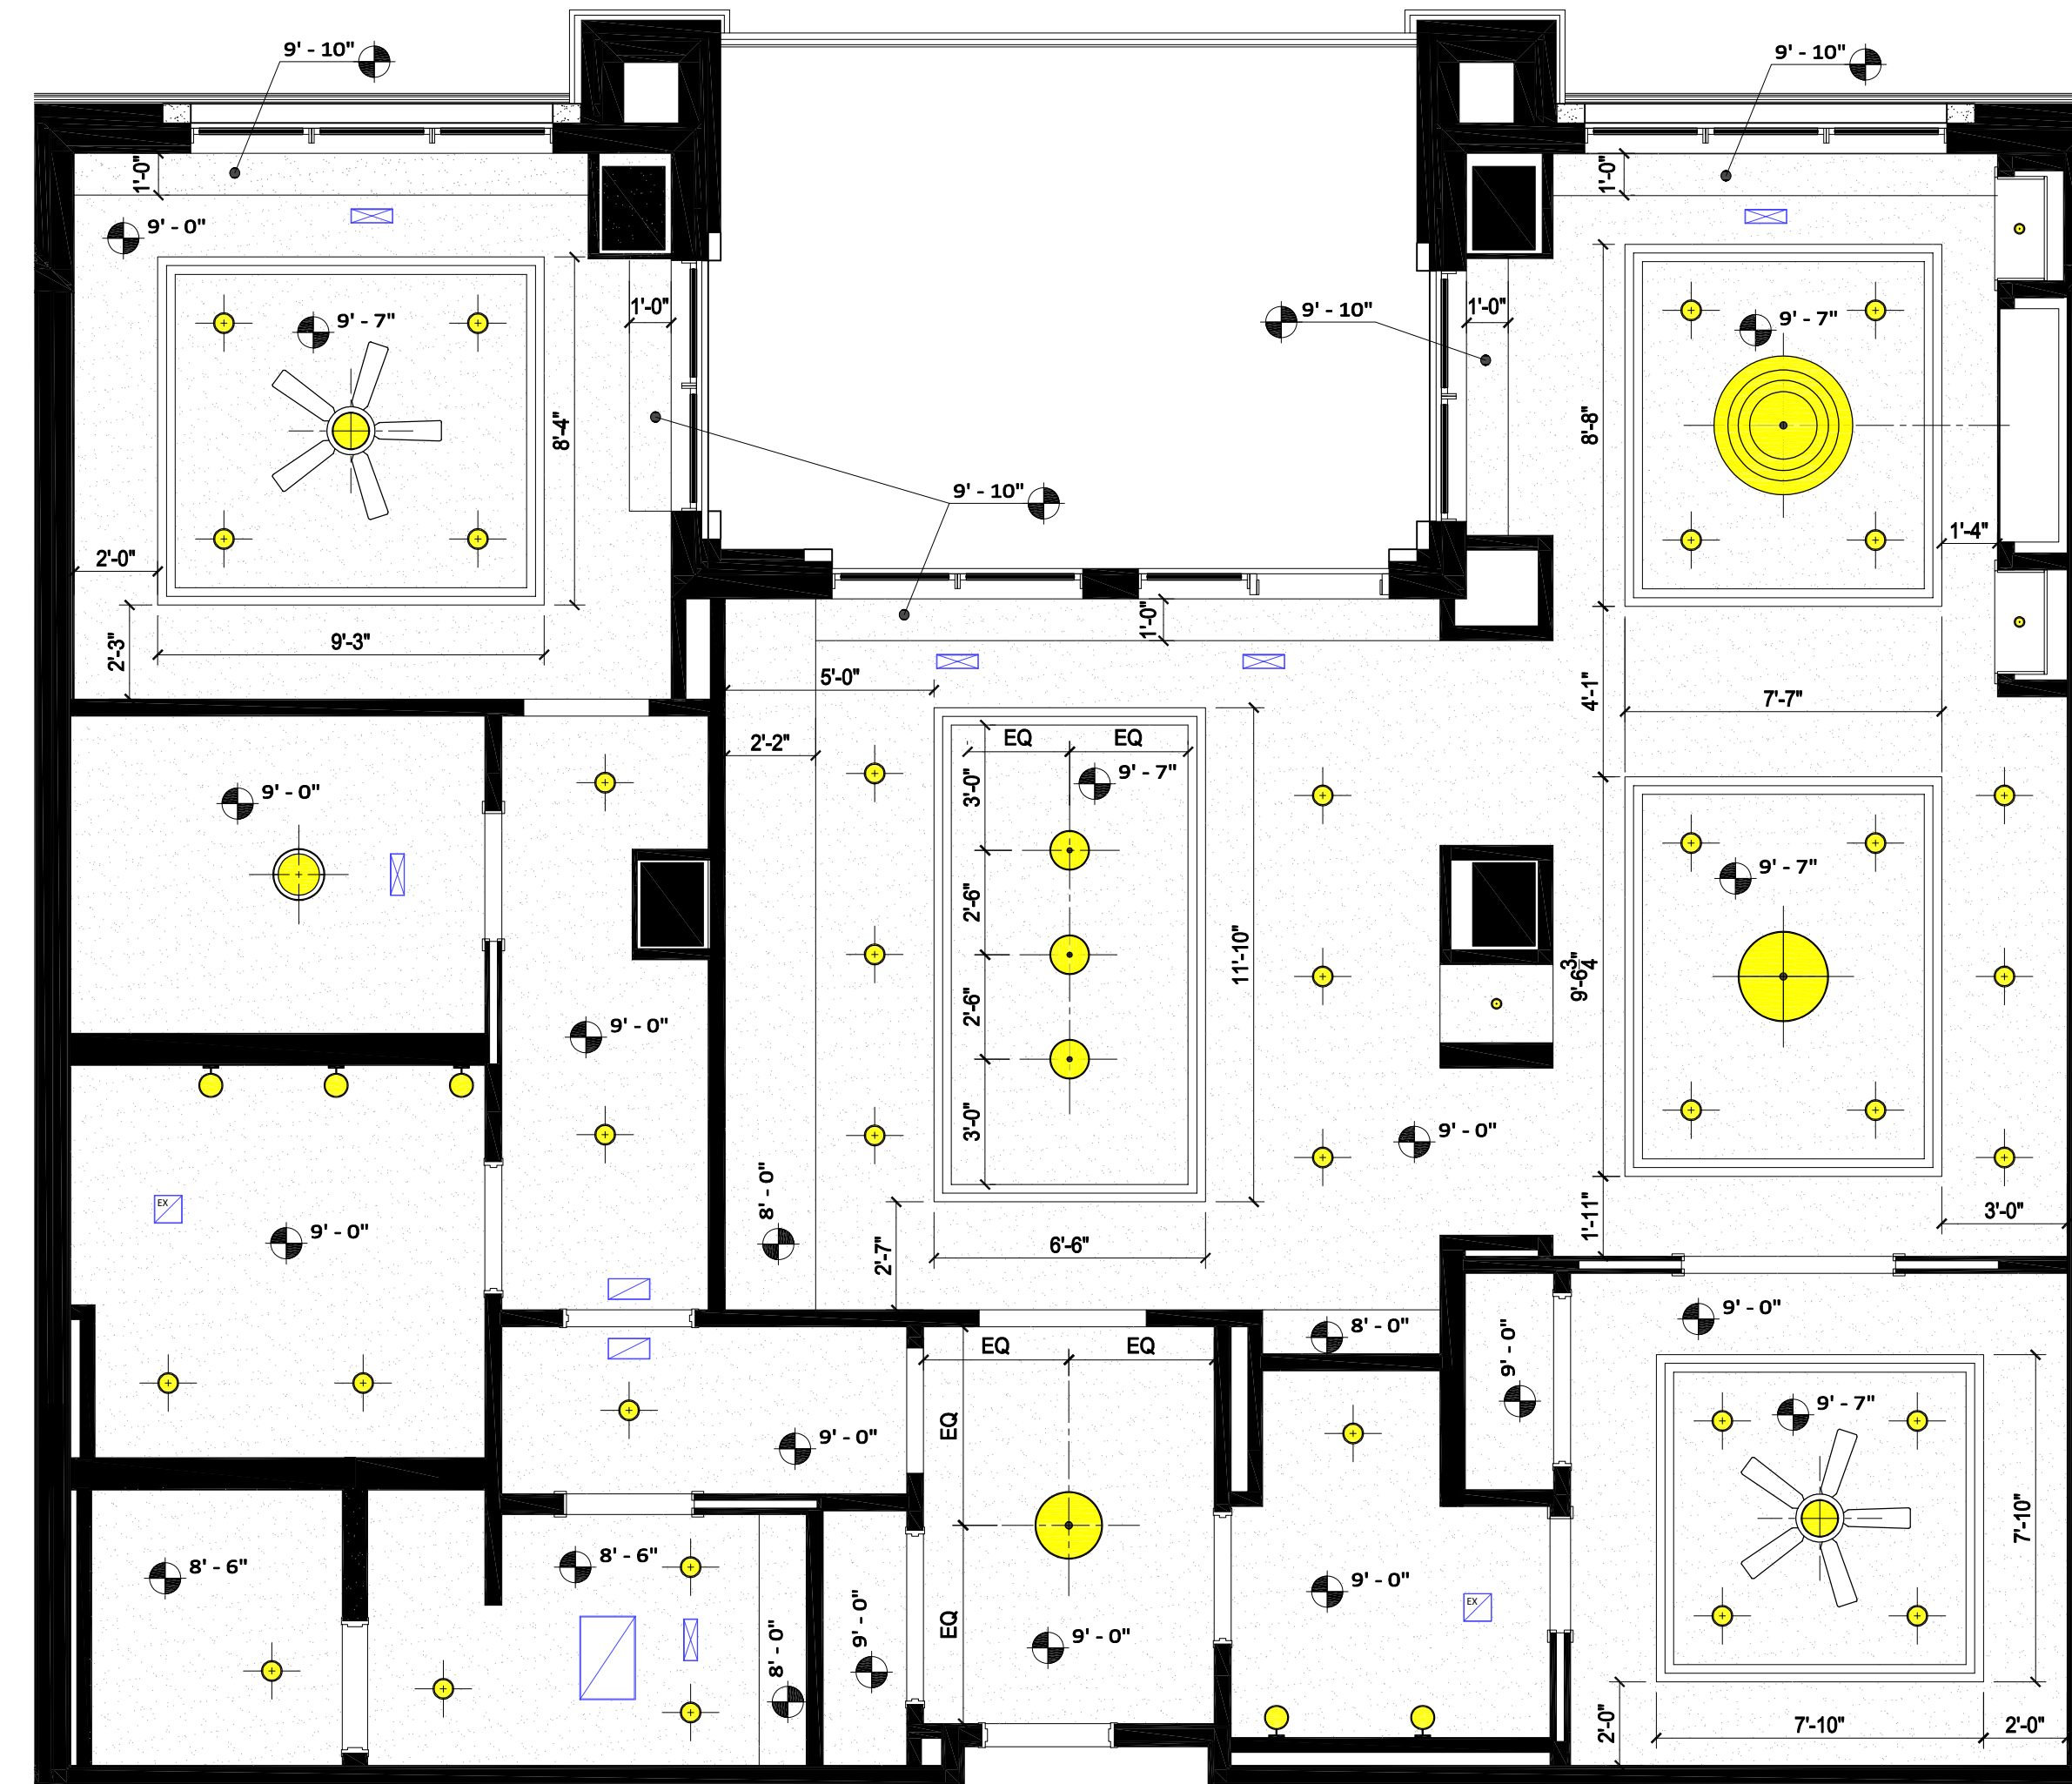 9' - 10"
9' - 10"
1'-0"
1'-0"
9' - 0"
9' - 7"
1'-0"
9' - 10"
1'-0"
9' - 7"
8'-4"
8'-8"
9' - 10"
2'-0"
1'-4"
2'-3"
9'-3"
1'-0"
5'-0"
4'-1"
7'-7"
2'-2"
EQ
EQ
9' - 7"
3'-0"
9' - 0"
9' - 7"
2'-6"
11'-10"
9'-6 3/4"
2'-6"
9' - 0"
3'-0"
9' - 0"
8' - 0"
EX
9' - 0"
1'-11"
3'-0"
2'-7"
6'-6"
9' - 0"
8' - 0"
9' - 0"
EQ
EQ
9' - 7"
EQ
9' - 0"
7'-10"
8' - 6"
8' - 6"
9' - 0"
EX
EQ
9' - 0"
8' - 0"
9' - 0"
2'-0"
7'-10"
2'-0"